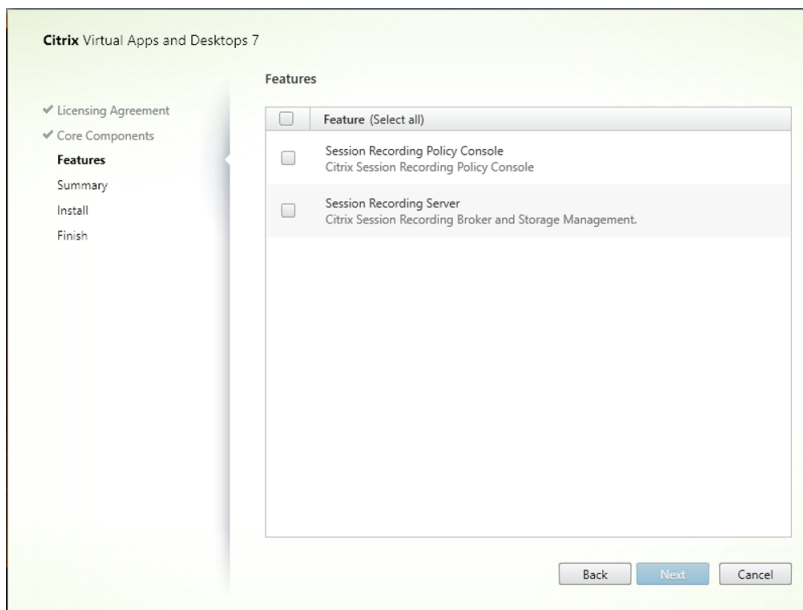 Citrix Virtual Apps and Desktops 7
Licensing Agreement
Core Components
Features
Summary
Install
Finish
Features
Feature (Select all)
Session Recording Policy Console
Citrix Session Recording Policy Console
Session Recording Server
Citrix Session Recording Broker and Storage Management.
Back
Next
Cancel